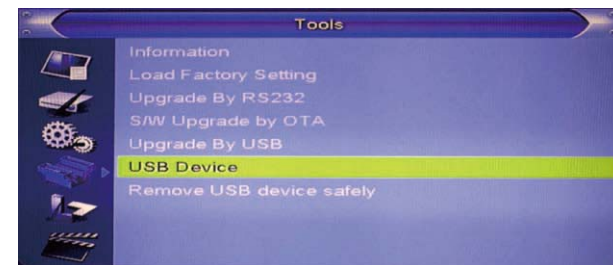 Tools
Information
Load Factory Setting
Upgrade By RS232
S/W Upgrade by OTA
Upgrade By USB
USB Device
Remove USB device safely